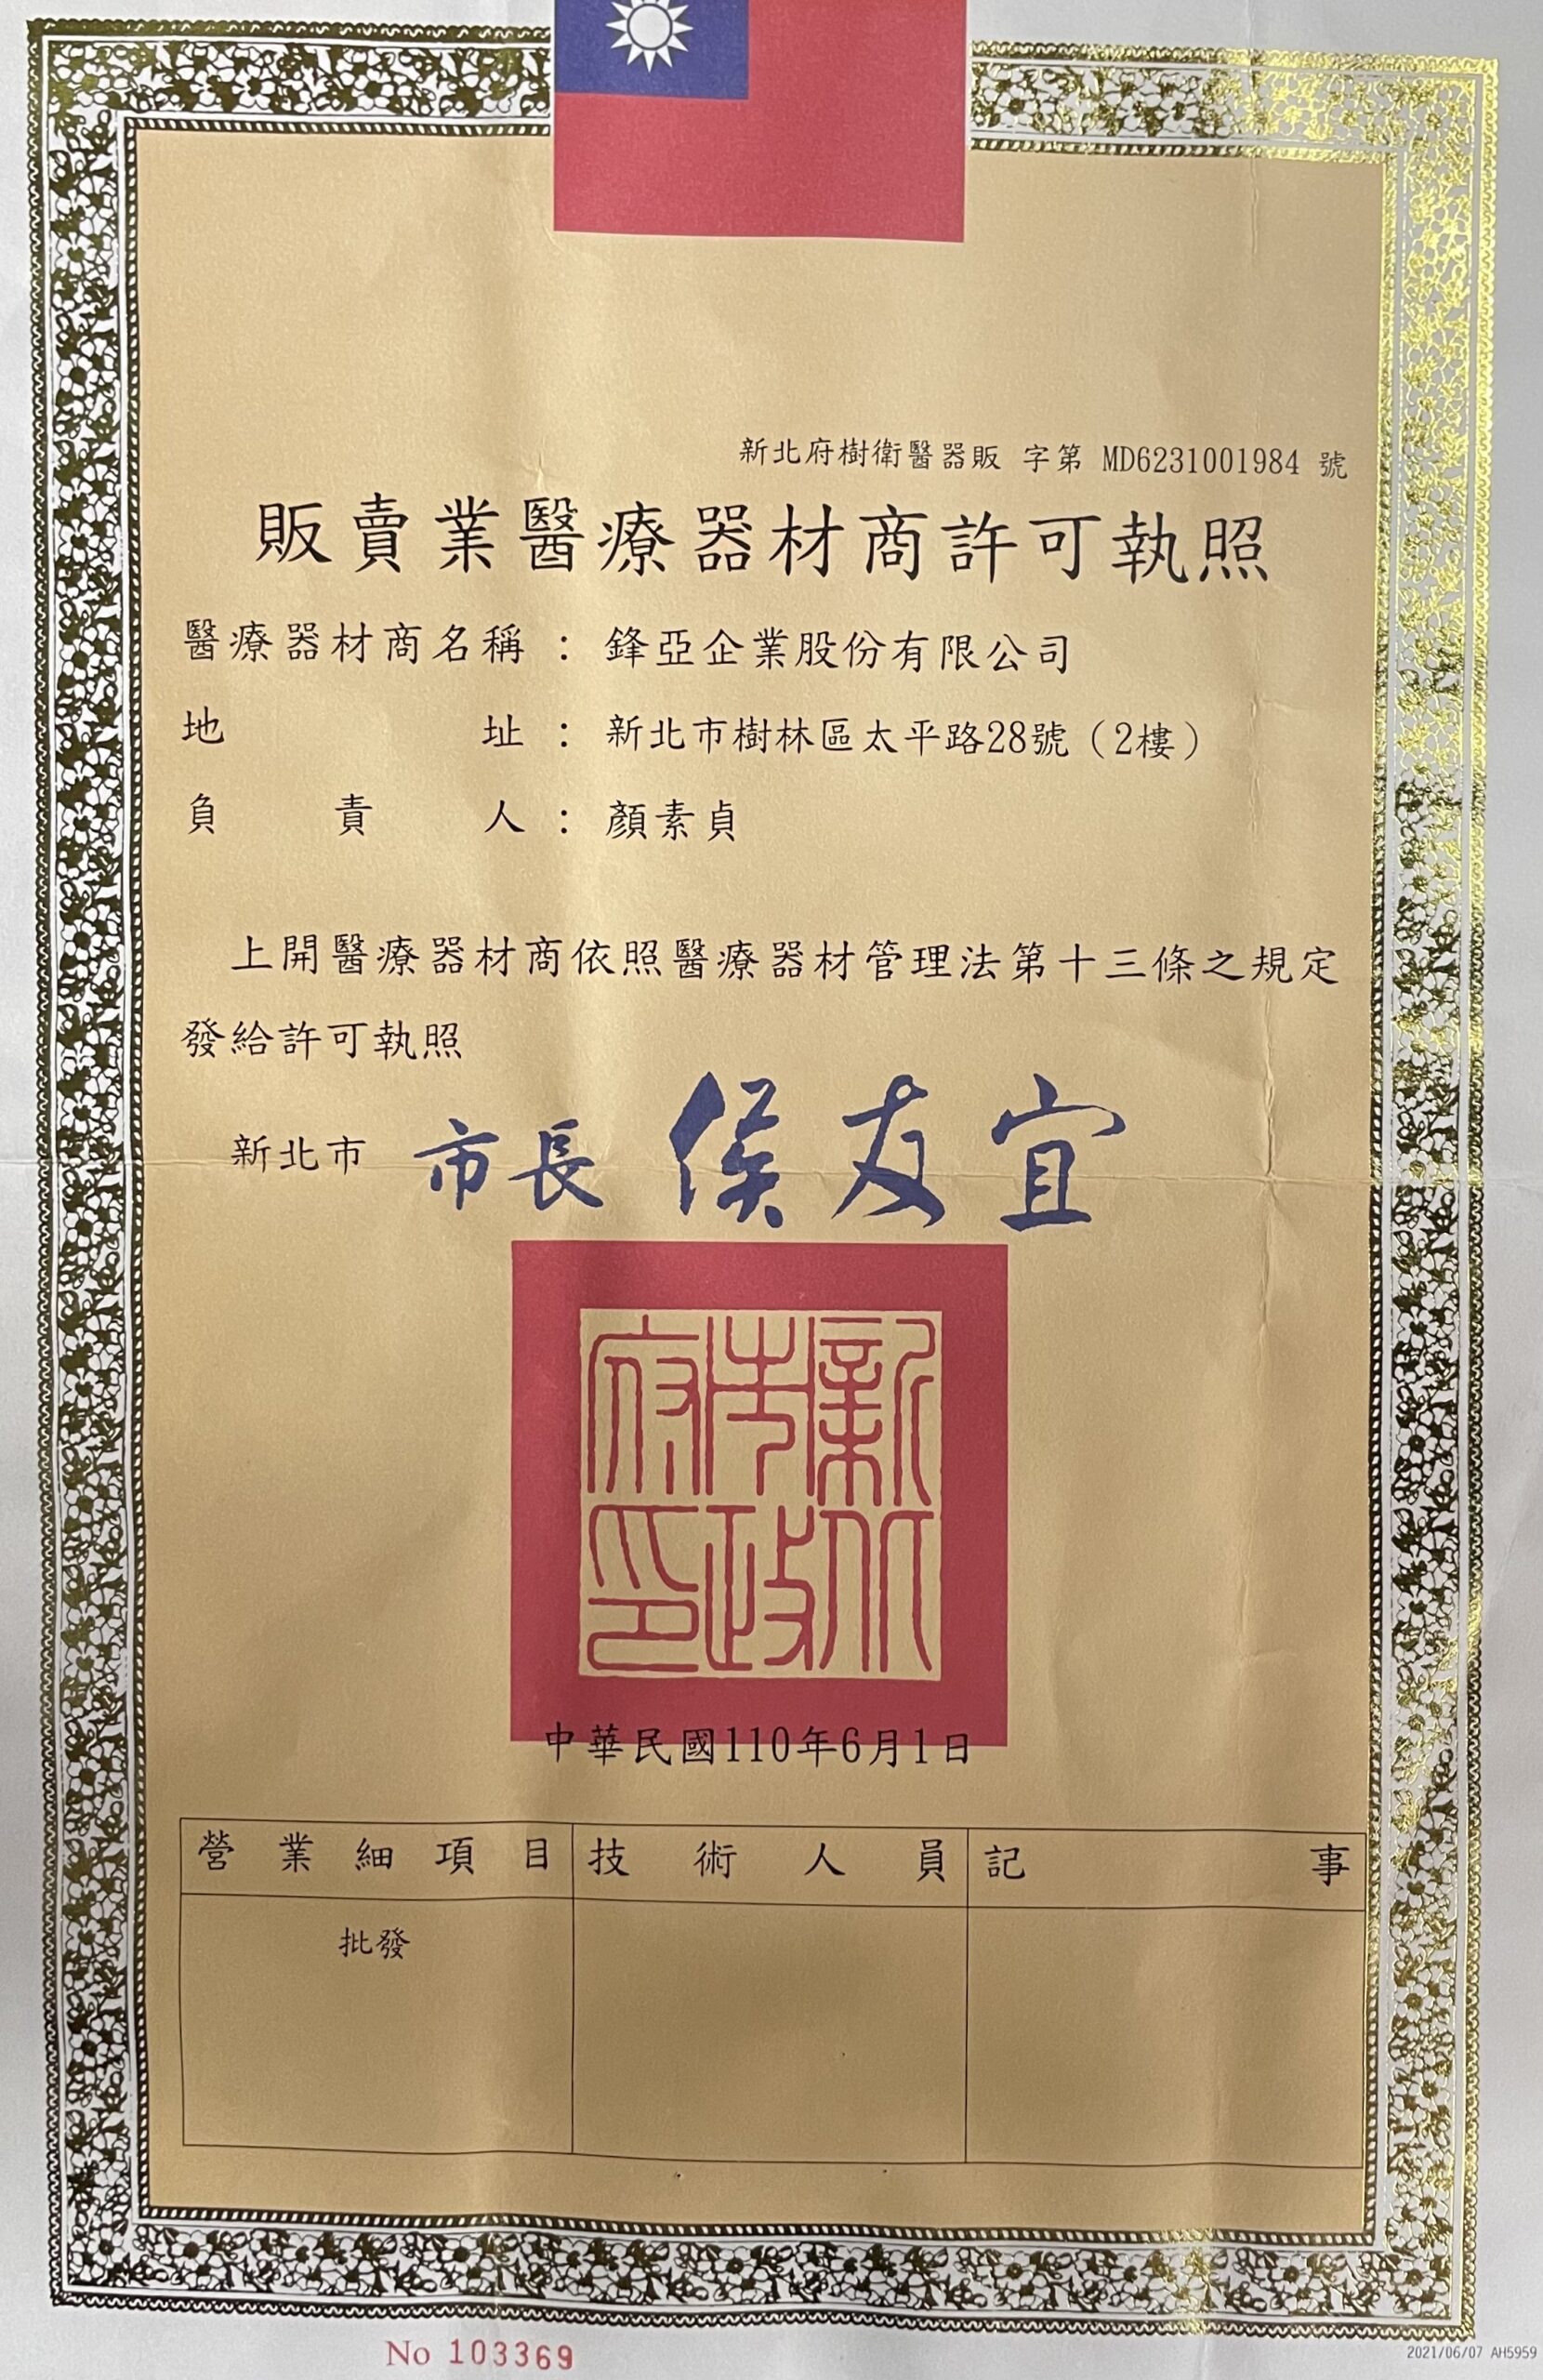 新北府樹衛醫器販 字第 MD6231001984 號
販賣業醫療器材商許可執照
醫療器材商名稱：鋒亞企業股份有限公司
地址：新北市樹林區太平路28號（2樓）
負責人：顏素貞
上開醫療器材商依照醫療器材管理法第十三條之規定
發給許可執照
新北市 市長 侯友宜
新北市政府印
中華民國110年6月1日
營業細項目 技術人員 記事
批發
No 103369
2021/06/07 AH5959